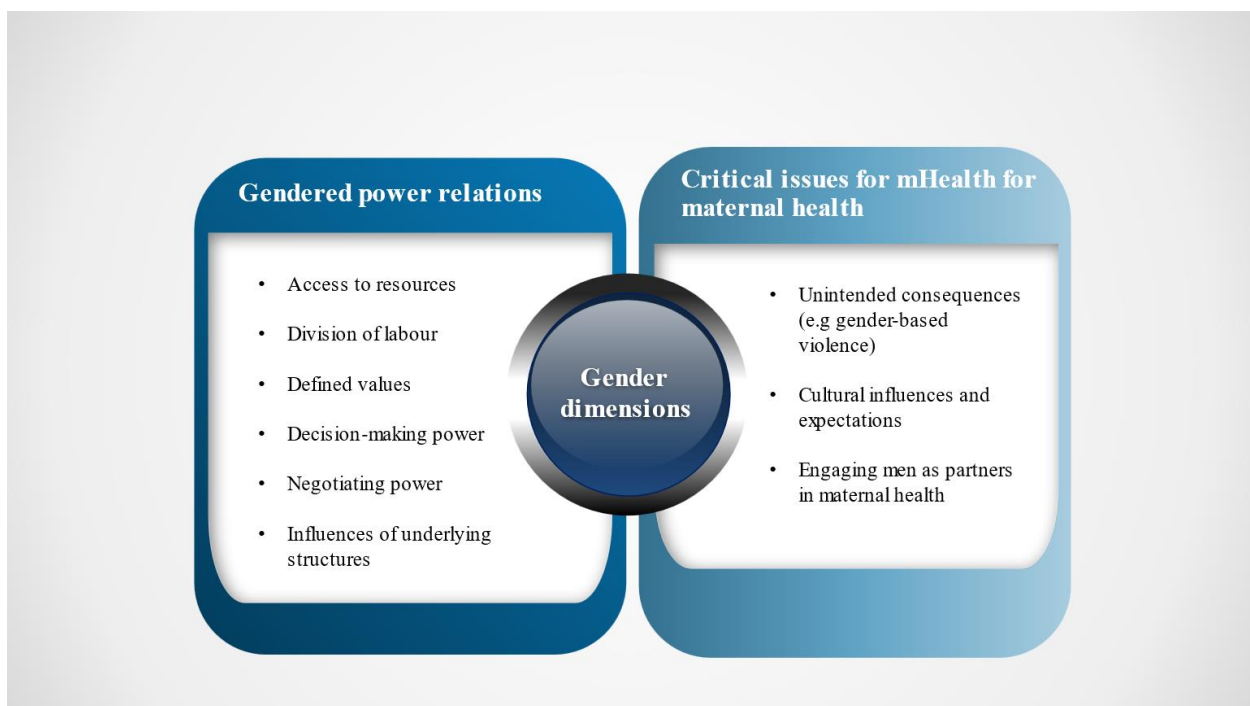 Gendered power relations
• Access to resources
• Division of labour
• Defined values
• Decision-making power
• Negotiating power
• Influences of underlying
structures
Gender
dimensions
Critical issues for mHealth for
maternal health
• Unintended consequences
(e.g gender-based
violence)
• Cultural influences and
expectations
• Engaging men as partners
in maternal health